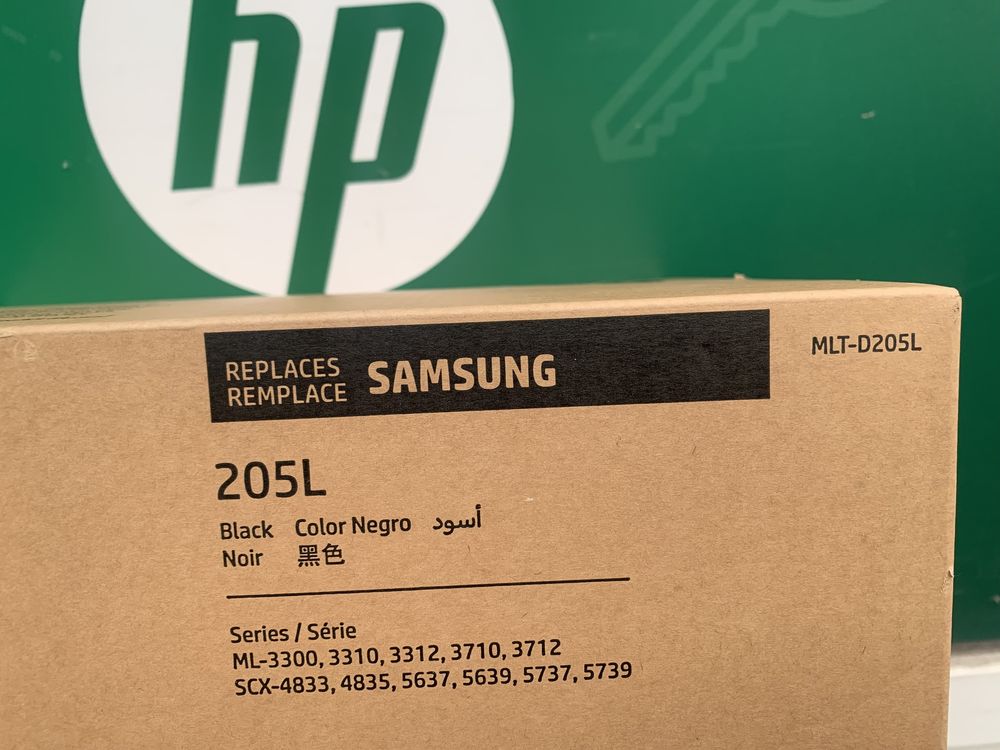 hp
REPLACES
REMPLACE
SAMSUNG
MLT-D205L
205L
Black Color Negro أسود
Noir 黑色
Series / Série
ML-3300, 3310, 3312, 3710, 3712
SCX-4833, 4835, 5637, 5639, 5737, 5739